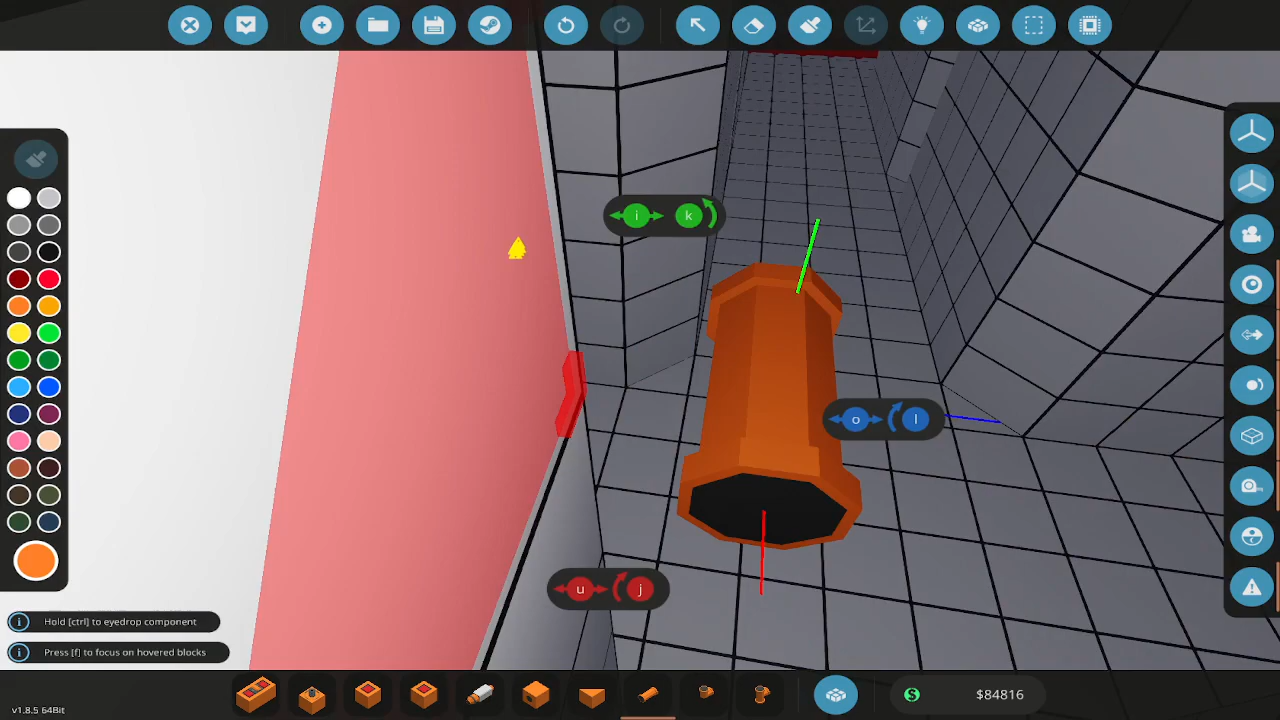 i k
o l
u j
Hold [ctrl] to eyedrop component
Press [f] to focus on hovered blocks
$84816
v1.8.5 64Bit